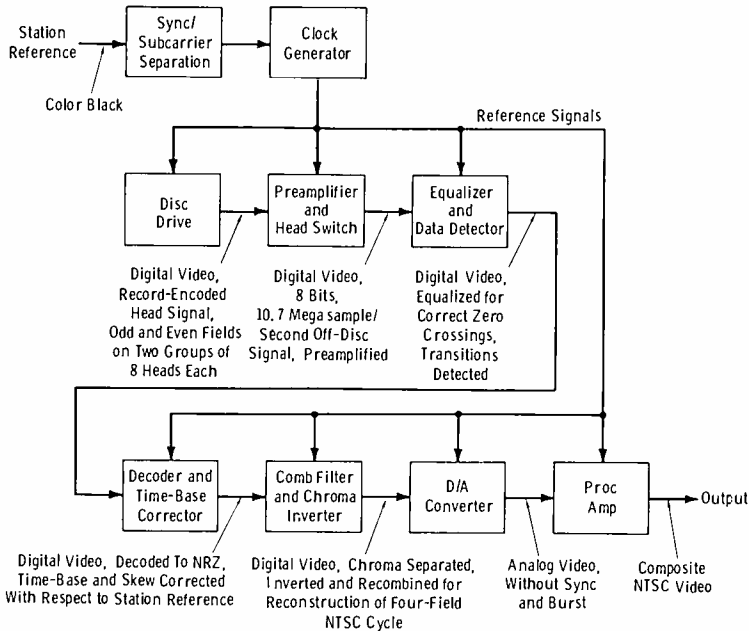 Station
Reference
Sync/
Subcarrier
Separation
Clock
Generator
Color Black
Reference Signals
Disc
Drive
Preamplifier
and
Head Switch
Equalizer
and
Data Detector
Digital Video,
Record-Encoded
Head Signal,
Odd and Even Fields
on Two Groups of
8 Heads Each
Digital Video,
8 Bits,
10.7 Mega sample/
Second Off-Disc
Signal, Preamplified
Digital Video,
Equalized for
Correct Zero
Crossings,
Transitions
Detected
Decoder and
Time-Base
Corrector
Comb Filter
and Chroma
Inverter
D/A
Converter
Proc
Amp
Output
Digital Video, Decoded To NRZ,
Time-Base and Skew Corrected
With Respect to Station Reference
Digital Video, Chroma Separated,
Inverted and Recombined for
Reconstruction of Four-Field
NTSC Cycle
Analog Video,
Without Sync
and Burst
Composite
NTSC Video